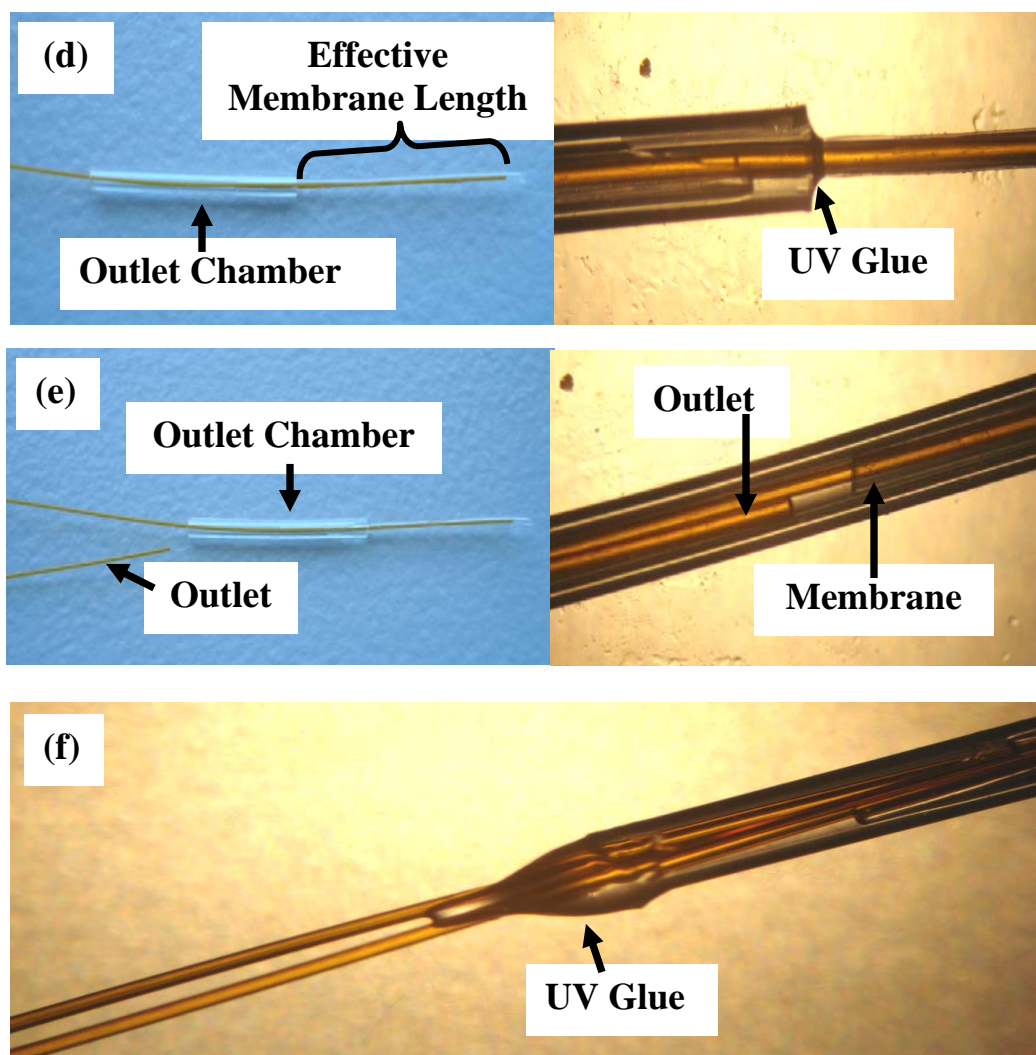 (d)
Effective
Membrane Length
Outlet Chamber
UV Glue
(e)
Outlet Chamber
Outlet
Outlet
Membrane
(f)
UV Glue